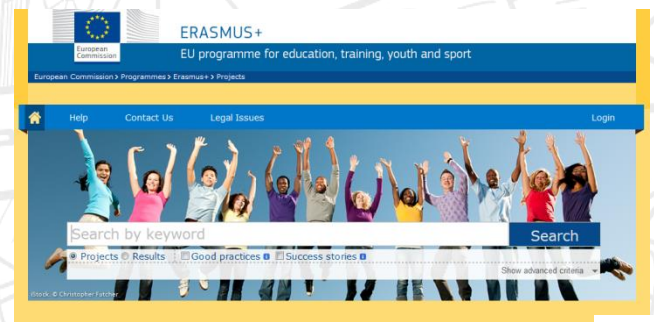 ERASMUS+
European
Commission
EU programme for education, training, youth and sport
European Commission > Programmes > Erasmus+ > Projects
Help Contact Us Legal Issues Login
Search by keyword Search
Projects Results Good practices Success stories
Show advanced criteria
iStock, © Christopher Futcher